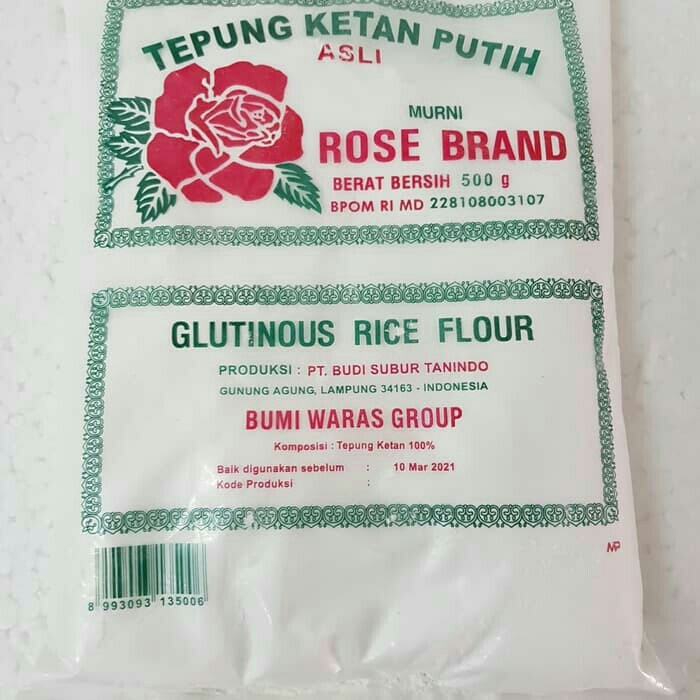 TEPUNG KETAN PUTIH
ASLI
MURNI
ROSE BRAND
BERAT BERSIH 500 g
BPOM RI MD 228108003107
GLUTINOUS RICE FLOUR
PRODUKSI : PT. BUDI SUBUR TANINDO
GUNUNG AGUNG, LAMPUNG 34163 - INDONESIA
BUMI WARAS GROUP
Komposisi : Tepung Ketan 100%
Baik digunakan sebelum : 10 Mar 2021
Kode Produksi :
MP
8 993093 135006